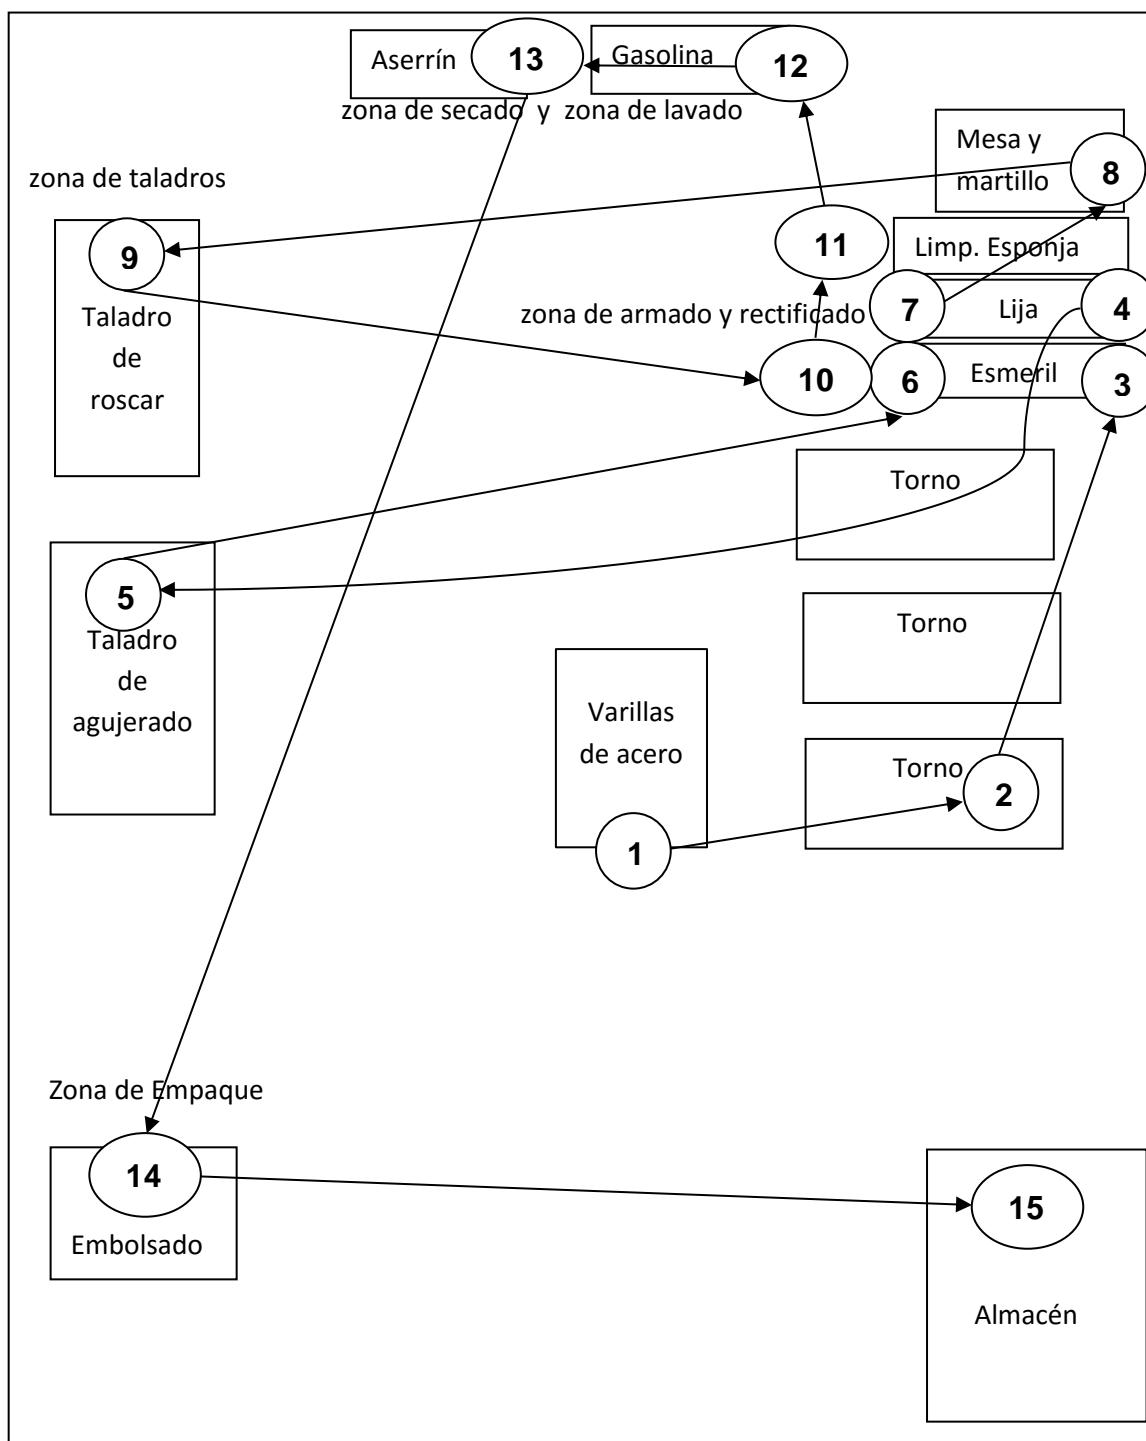 Aserrín
13
Gasolina
12
zona de secado y zona de lavado
Mesa y
martillo
8
zona de taladros
9
Taladro
de
roscar
11
Limp. Esponja
zona de armado y rectificado
7
Lija
4
10
6
Esmeril
3
Torno
5
Taladro
de
agujerado
Torno
Varillas
de acero
1
Torno
2
Zona de Empaque
14
Embolsado
15
Almacén